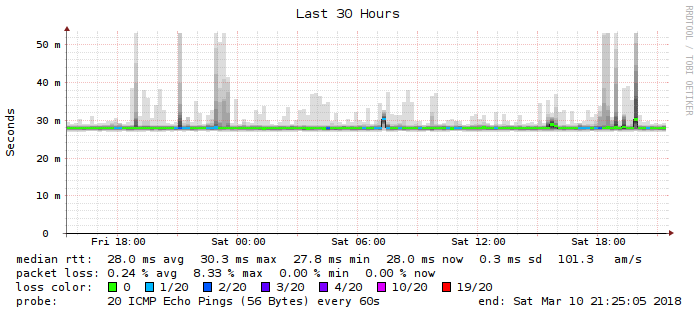 Last 30 Hours
RRDTOOL / TOBI OETIKER
Seconds
50 m
40 m
30 m
20 m
10 m
0
Fri 18:00 Sat 00:00 Sat 06:00 Sat 12:00 Sat 18:00
median rtt: 28.0 ms avg 30.3 ms max 27.8 ms min 28.0 ms now 0.3 ms sd 101.3 am/s
packet loss: 0.24 % avg 8.33 % max 0.00 % min 0.00 % now
loss color: 0 1/20 2/20 3/20 4/20 10/20 19/20
probe: 20 ICMP Echo Pings (56 Bytes) every 60s end: Sat Mar 10 21:25:05 2018